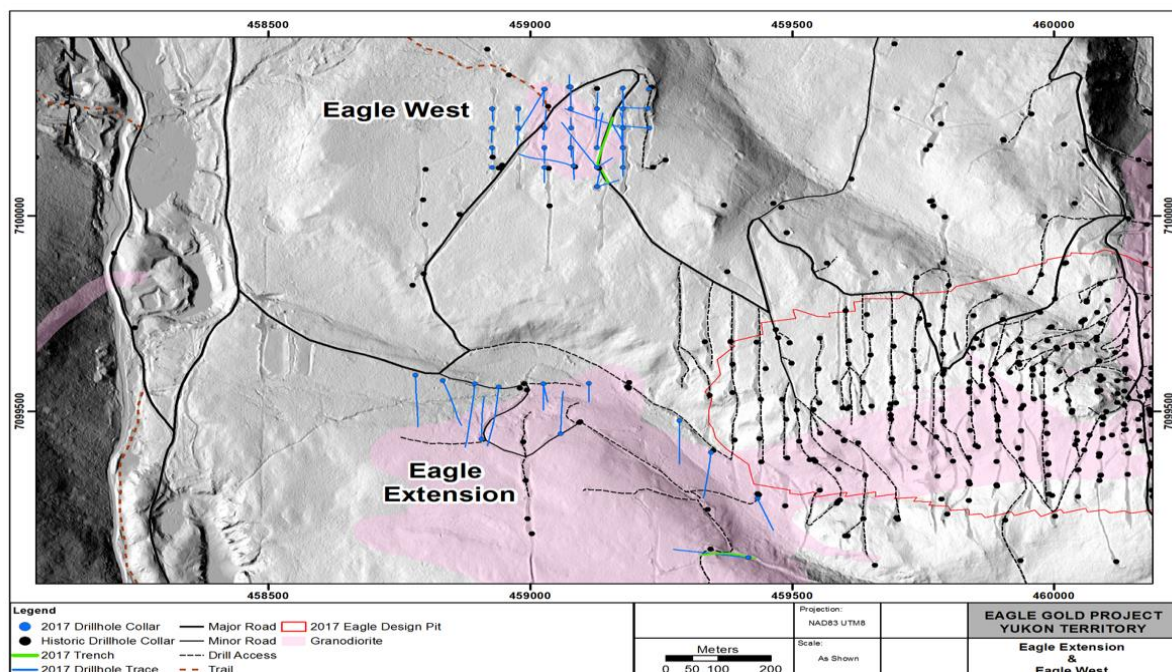 458500 459000 459500 460000
N
Eagle West
7100000 7100000
7099500 7099500
Eagle
Extension
458500 459000 459500 460000
Legend
2017 Drillhole Collar Major Road 2017 Eagle Design Pit
Historic Drillhole Collar Minor Road Granodiorite
2017 Trench Drill Access
2017 Drillhole Trace Trail
Meters
0 50 100 200
Projection:
NAD83 UTM8
Scale:
As Shown
EAGLE GOLD PROJECT
YUKON TERRITORY
Eagle Extension
&
Eagle West